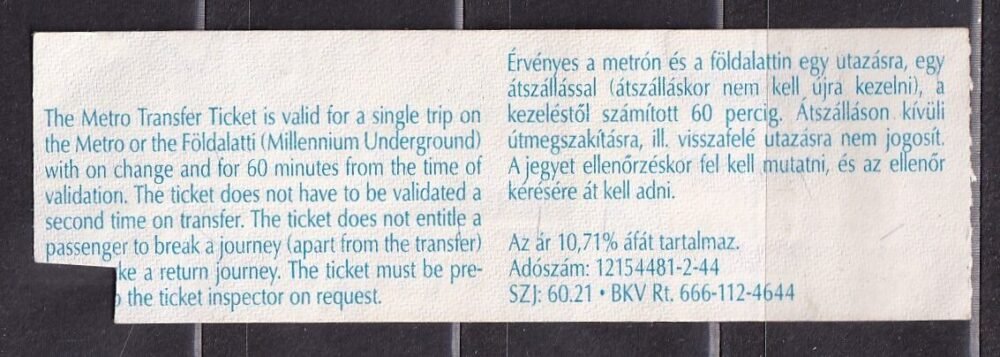 The Metro Transfer Ticket is valid for a single trip on
the Metro or the Földalatti (Millennium Underground)
with on change and for 60 minutes from the time of
validation. The ticket does not have to be validated a
second time on transfer. The ticket does not entitle a
passenger to break a journey (apart from the transfer)
ke a return journey. The ticket must be pre-
the ticket inspector on request.
Érvényes a metrón és a földalattin egy utazásra, egy
átszállással (átszálláskor nem kell újra kezelni), a
kezeléstől számított 60 percig. Átszálláson kívüli
útmegszakításra, ill. visszafelé utazásra nem jogosít.
A jegyet ellenőrzéskor fel kell mutatni, és az ellenőr
kérésére át kell adni.
Az ár 10,71% áfát tartalmaz.
Adószám: 12154481-2-44
SZJ: 60.21 • BKV Rt. 666-112-4644